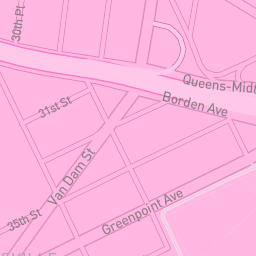 30th Pl
Queens-Midt
Borden Ave
31st St
Van Dam St
Greenpoint Ave
35th St